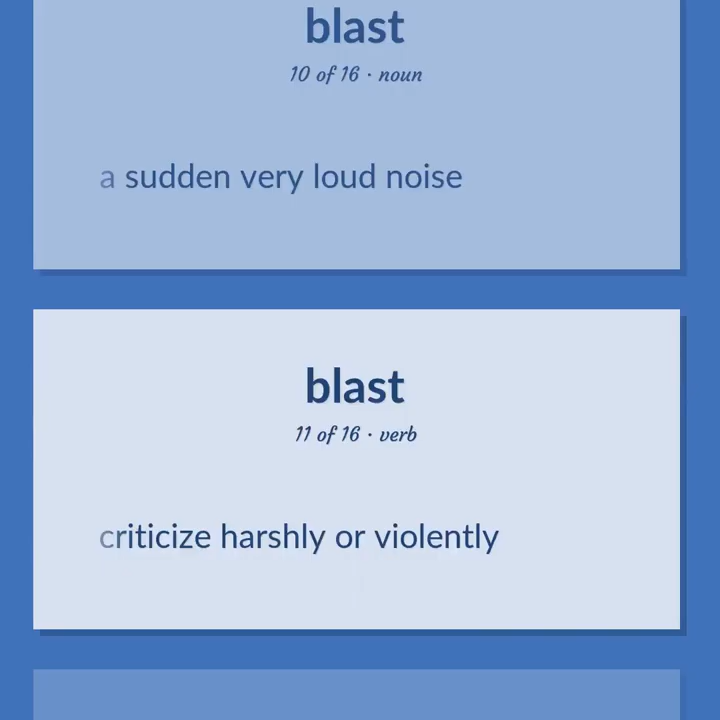 blast
10 of 16 · noun
a sudden very loud noise
blast
11 of 16 · verb
criticize harshly or violently